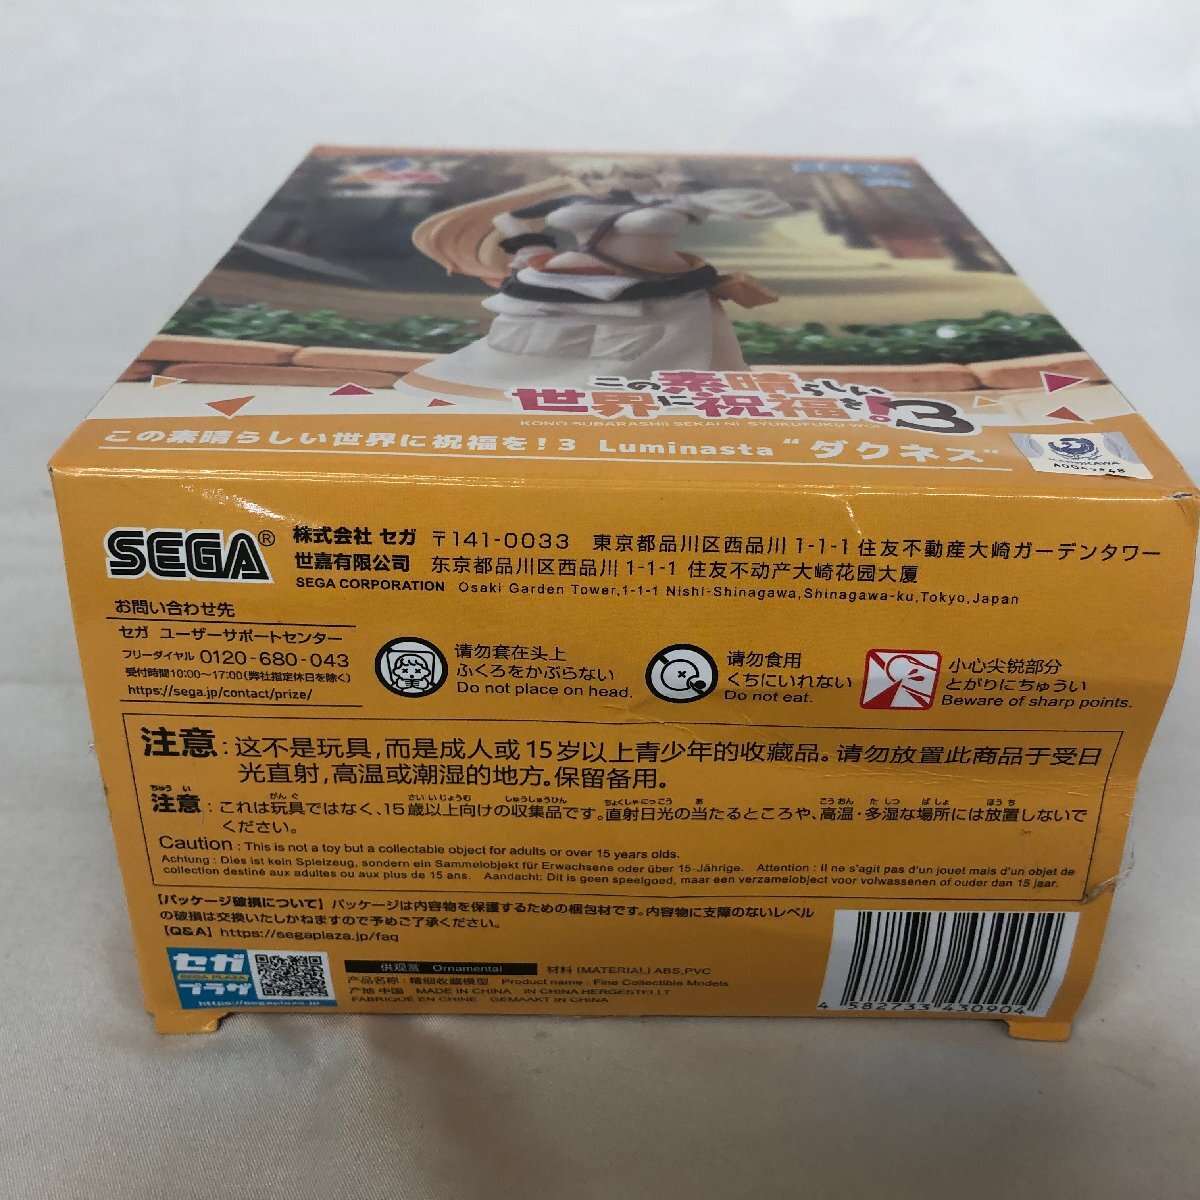 この素晴らしい
世界に祝福を!3
KONO SUBARASHII SEKAI NI SYUKUFUKU
この素晴らしい世界に祝福を!3 Luminasta "ダクネス"
SEGA®
株式会社 セガ 〒141-0033 東京都品川区西品川1-1-1住友不動産大崎ガーデンタワー
世嘉有限公司 东京都品川区西品川1-1-1 住友不动产大崎花园大厦
SEGA CORPORATION Osaki Garden Tower,1-1-1 Nishi-Shinagawa,Shinagawa-ku,Tokyo,Japan
お問い合わせ先
セガ ユーザーサポートセンター
フリーダイヤル 0120-680-043
受付時間10:00〜17:00(弊社指定休日を除く)
https://sega.jp/contact/prize/
请勿套在头上
ふくろをかぶらない
Do not place on head.
请勿食用
くちにいれない
Do not eat.
小心尖锐部分
とがりにちゅうい
Beware of sharp points.
注意:这不是玩具,而是成人或15岁以上青少年的收藏品。请勿放置此商品于受日
光直射,高温或潮湿的地方。保留备用。
注意:これは玩具ではなく、15歳以上向けの収集品です。直射日光の当たるところや、高温・多湿な場所には放置しないで
ください。
Caution : This is not a toy but a collectable object for adults or over 15 years olds.
Achtung : Dies ist kein Spielzeug, sondern ein Sammelobjekt für Erwachsene oder über 15-Jährige. Attention : Il ne s'agit pas d'un jouet mais d'un objet de
collection destiné aux adultes ou aux plus de 15 ans. Aandacht: Dit is geen speelgoed, maar een verzamelobject voor volwassenen of ouder dan 15 jaar.
【パッケージ破損について】パッケージは内容物を保護するための梱包材です。内容物に支障のないレベル
の破損は交換いたしかねますので予めご了承ください。
【Q&A】https://segaplaza.jp/faq
セガ
SEGA PLAZA
プラザ
https://segaplaza.jp
供观赏 Ornamental 材料 (MATERIAL) ABS,PVC
产品名称:精细收藏模型 Product name : Fine Collectible Models
产地 中国 MADE IN CHINA IN CHINA HERGESTELLT
FABRIQUÉ EN CHINE GEMAAKT IN CHINA
4 582733 430904